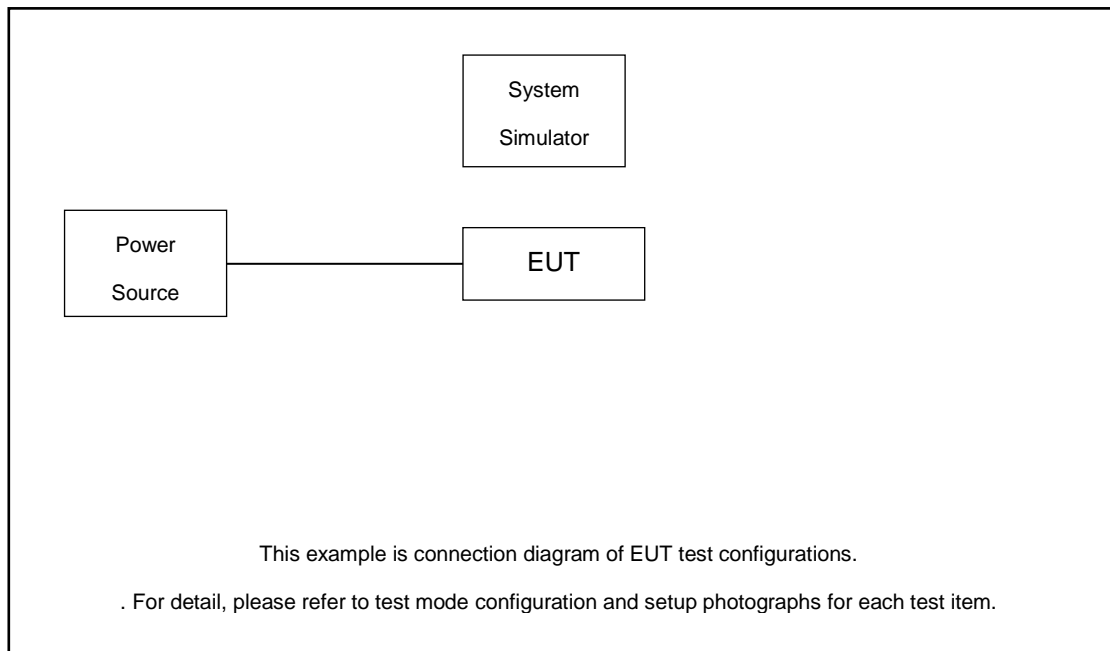 System
Simulator
Power
Source
EUT
This example is connection diagram of EUT test configurations.
. For detail, please refer to test mode configuration and setup photographs for each test item.